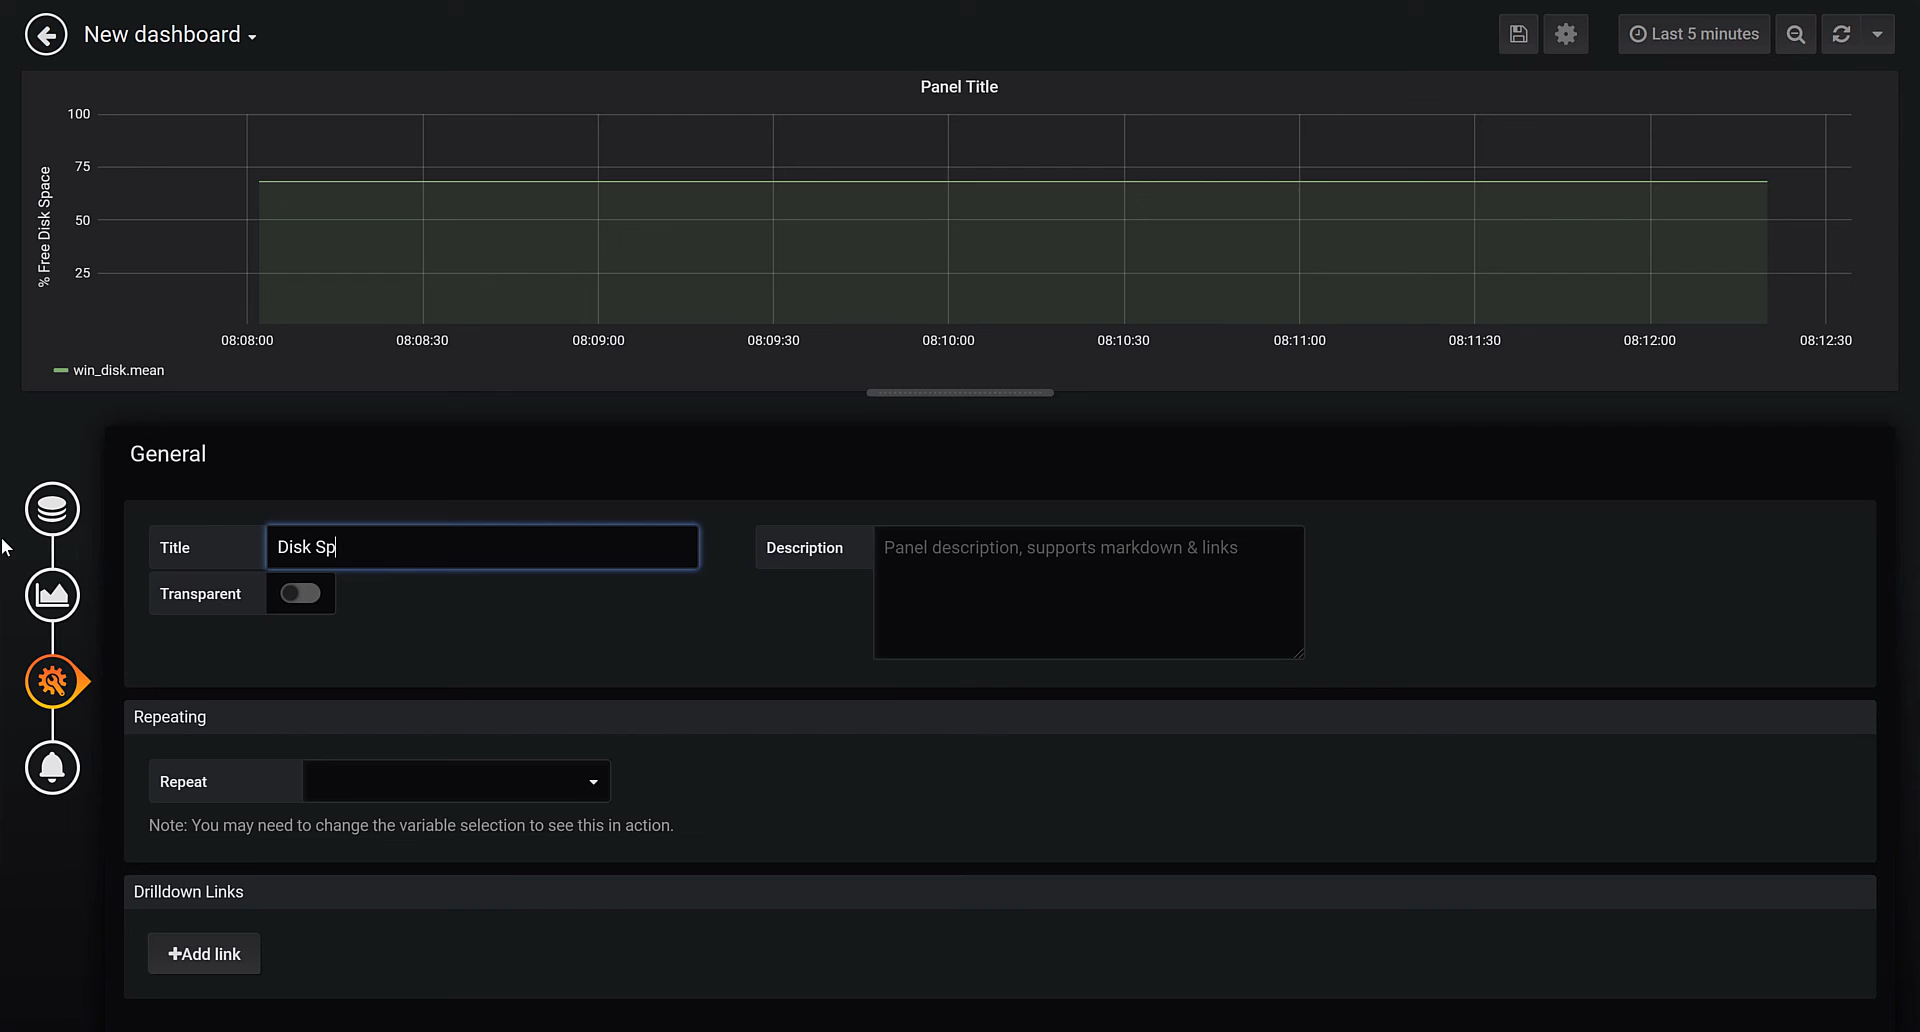 New dashboard
Last 5 minutes
Panel Title
100
75
50
25
% Free Disk Space
08:08:00 08:08:30 08:09:00 08:09:30 08:10:00 08:10:30 08:11:00 08:11:30 08:12:00 08:12:30
win_disk.mean
General
Title Disk Sp
Description Panel description, supports markdown & links
Transparent
Repeating
Repeat
Note: You may need to change the variable selection to see this in action.
Drilldown Links
+Add link